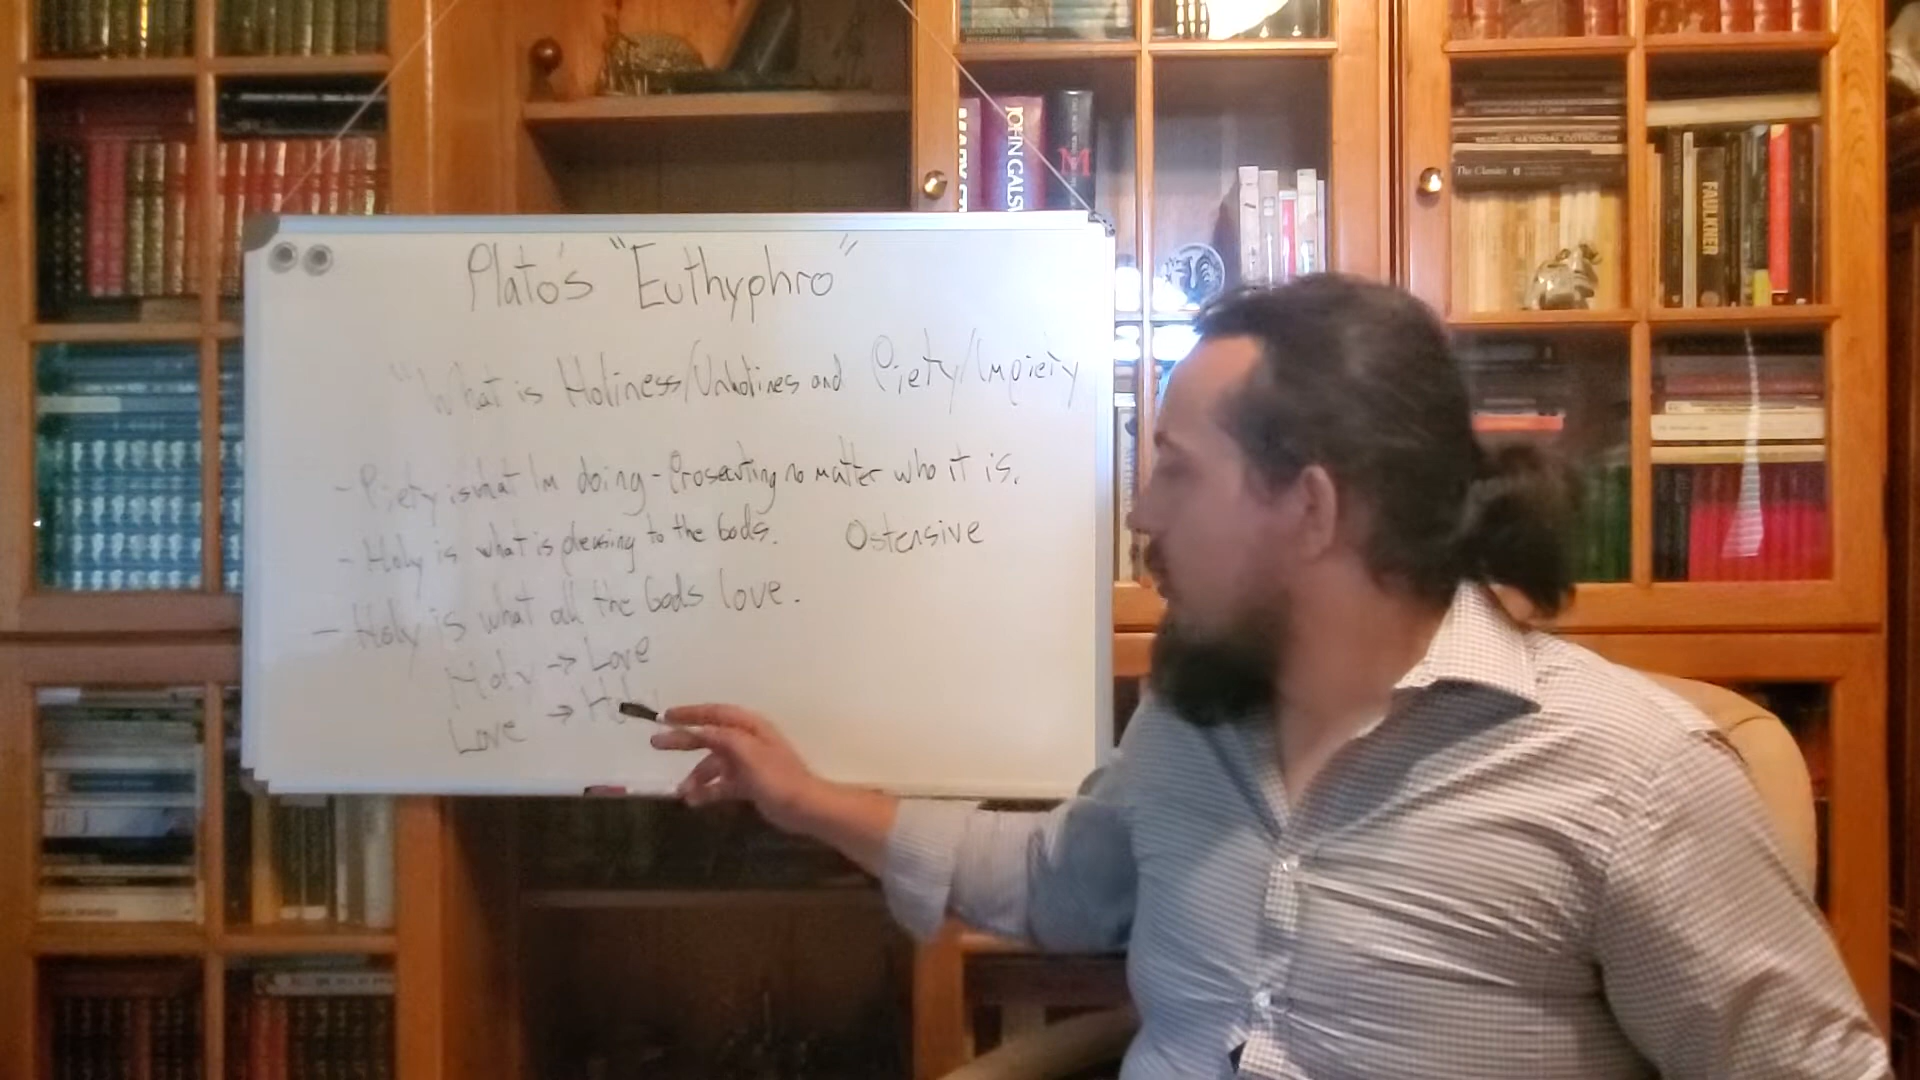 Plato's "Euthyphro"
"What is Holiness/Unholines and Piety/Impiety
- Piety is what Im doing - Prosecuting no matter who it is.
- Holy is what is pleasing to the Gods.
Ostensive
- Holy is what all the Gods love.
Holy -> Love
Love ->
JOHN GALSW
M
The Classics
FAULKNER